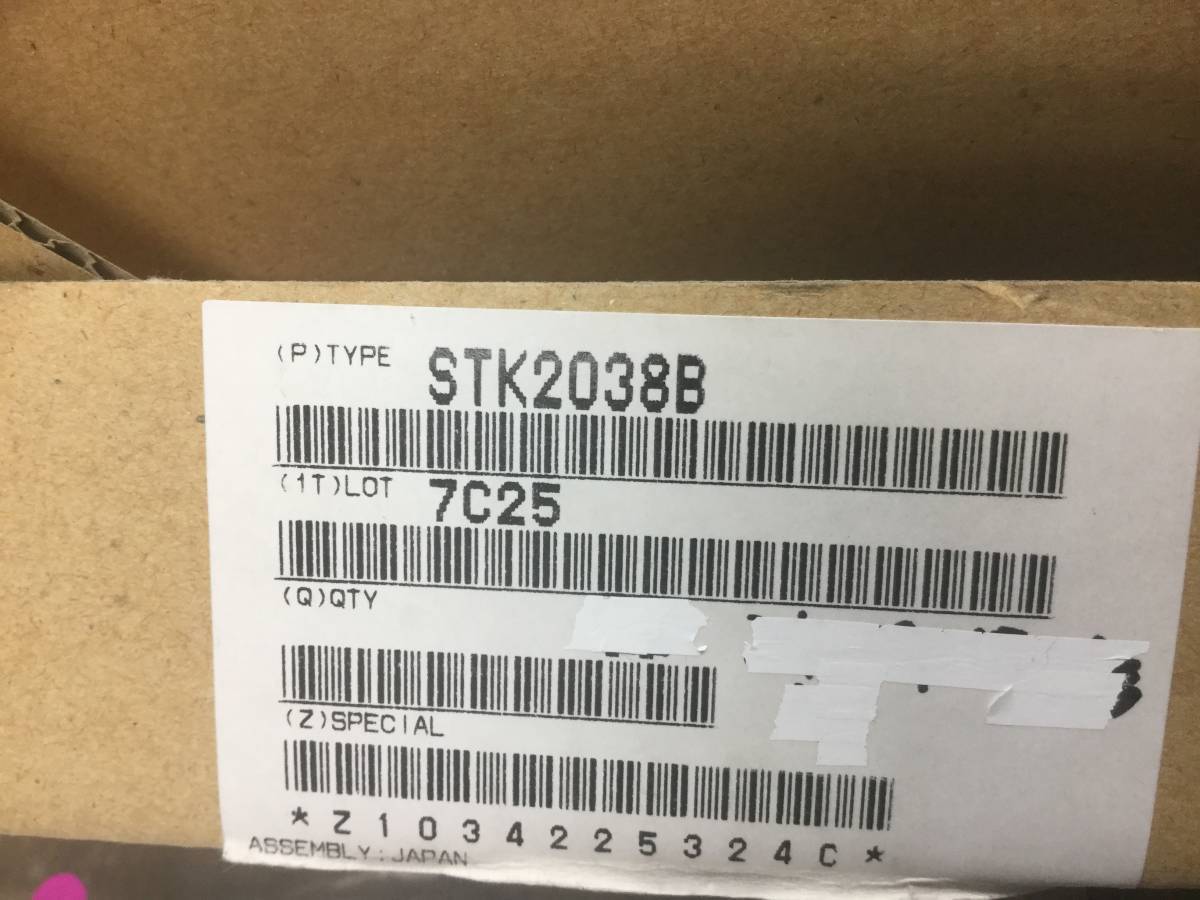 (P)TYPE STK2038B
(1T)LOT 7C25
(Q)QTY
(Z)SPECIAL
*Z1034225324C*
ASSEMBLY:JAPAN